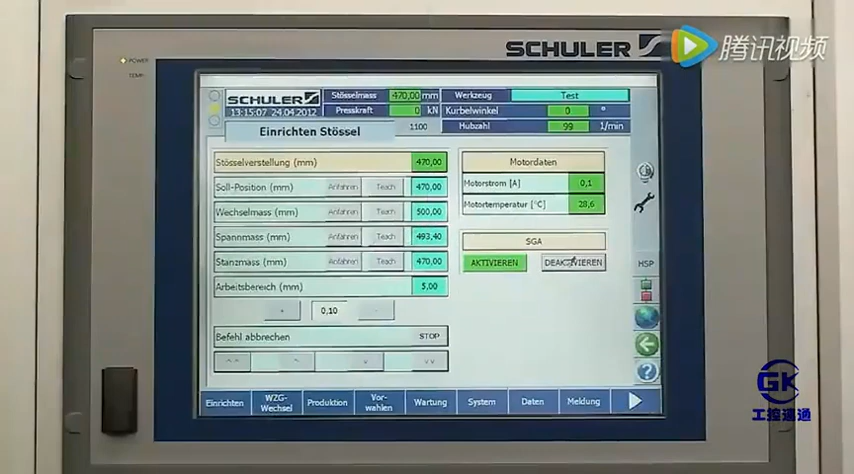 SCHULER
腾讯视频
POWER
TEMP.
SCHULER
Stösselmass 470,00 mm Werkzeug Test
13:15:07 24.04.2012 Presskraft 0 kN Kurbelwinkel 0 °
1100 Hubzahl 99 1/min
Einrichten Stössel
Stösselverstellung (mm) 470,00
Soll-Position (mm) Anfahren Teach 470,00
Wechselmass (mm) Anfahren Teach 500,00
Spannmass (mm) Anfahren Teach 493,40
Stanzmass (mm) Anfahren Teach 470,00
Arbeitsbereich (mm) 5,00
+ 0,10 -
Befehl abbrechen STOP
^^ ^ v vv
Motordaten
Motorstrom [A] 0,1
Motortemperatur [°C] 28,6
SGA
AKTIVIEREN DEAKTIVIEREN
HSP
?
Einrichten WZG-Wechsel Produktion Vor-wahlen Wartung System Daten Meldung
GK
工控速通